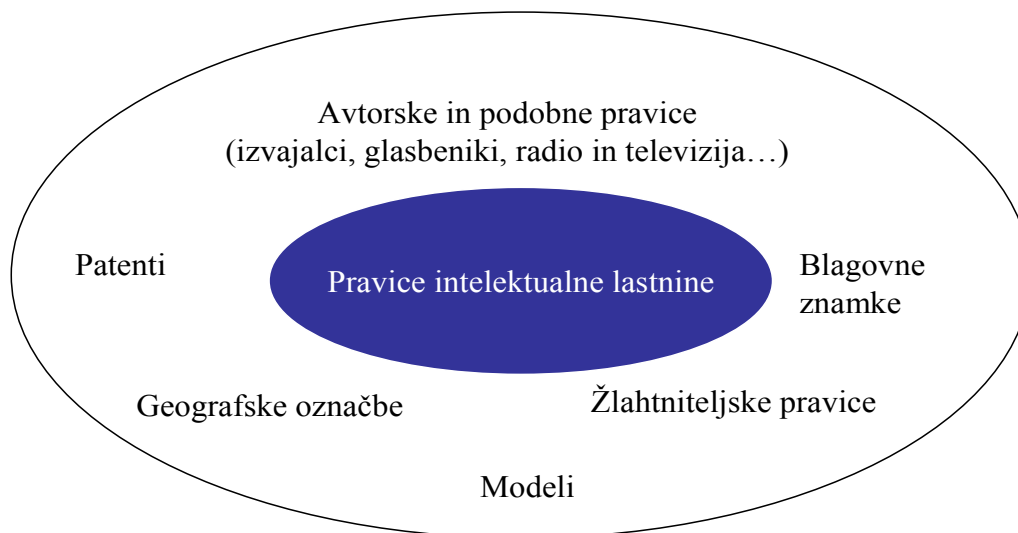 Avtorske in podobne pravice
(izvajalci, glasbeniki, radio in televizija…)
Patenti
Pravice intelektualne lastnine
Blagovne
znamke
Geografske označbe
Žlahtniteljske pravice
Modeli